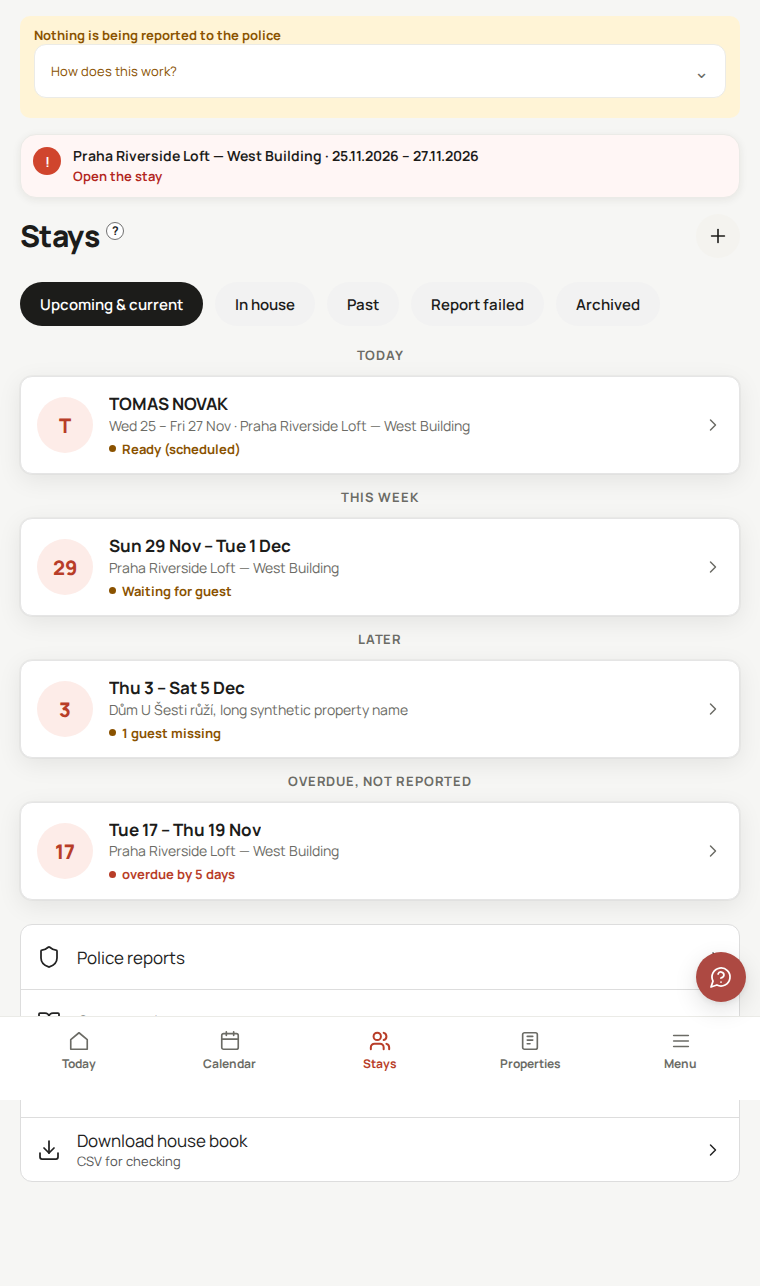 Nothing is being reported to the police
How does this work?
!
Praha Riverside Loft — West Building · 25.11.2026 – 27.11.2026
Open the stay
Stays ?
Upcoming & current
In house
Past
Report failed
Archived
TODAY
T
TOMAS NOVAK
Wed 25 – Fri 27 Nov · Praha Riverside Loft — West Building
Ready (scheduled)
THIS WEEK
29
Sun 29 Nov – Tue 1 Dec
Praha Riverside Loft — West Building
Waiting for guest
LATER
3
Thu 3 – Sat 5 Dec
Dům U Šesti růží, long synthetic property name
1 guest missing
OVERDUE, NOT REPORTED
17
Tue 17 – Thu 19 Nov
Praha Riverside Loft — West Building
overdue by 5 days
Police reports
Today
Calendar
Stays
Properties
Menu
Download house book
CSV for checking